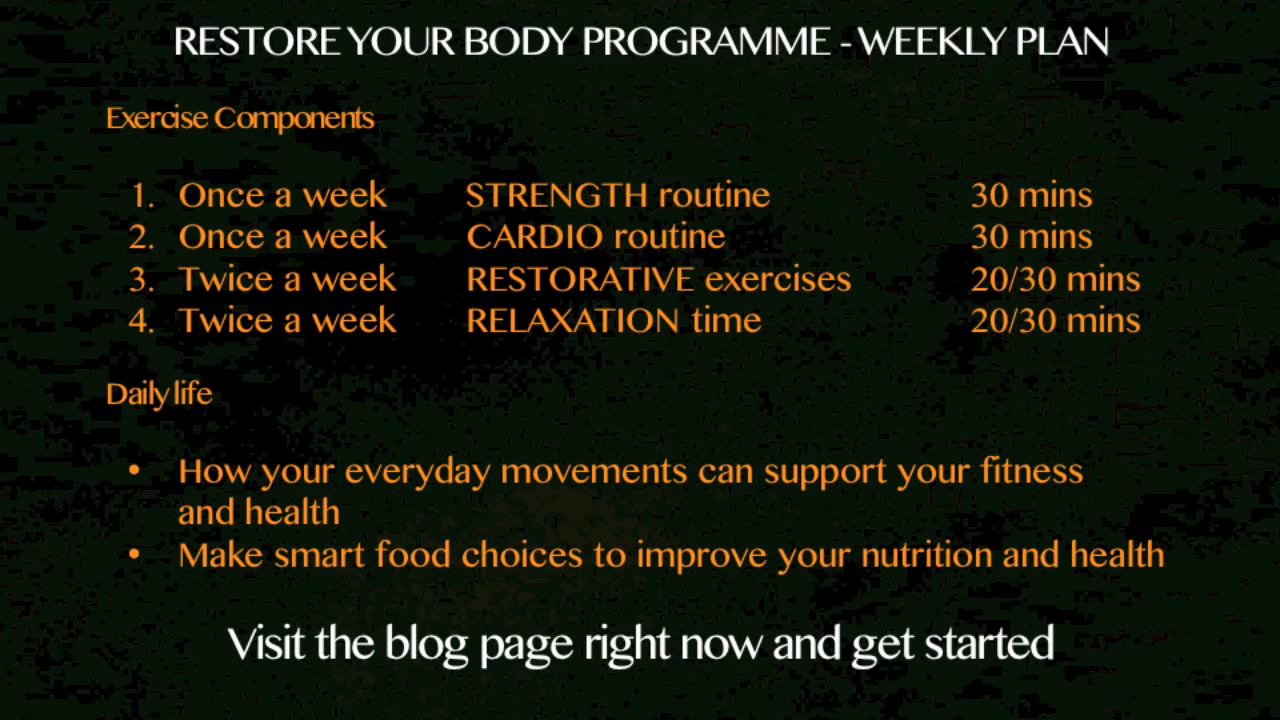 RESTORE YOUR BODY PROGRAMME - WEEKLY PLAN
Exercise Components
1. Once a week STRENGTH routine 30 mins
2. Once a week CARDIO routine 30 mins
3. Twice a week RESTORATIVE exercises 20/30 mins
4. Twice a week RELAXATION time 20/30 mins
Daily life
• How your everyday movements can support your fitness
and health
• Make smart food choices to improve your nutrition and health
Visit the blog page right now and get started